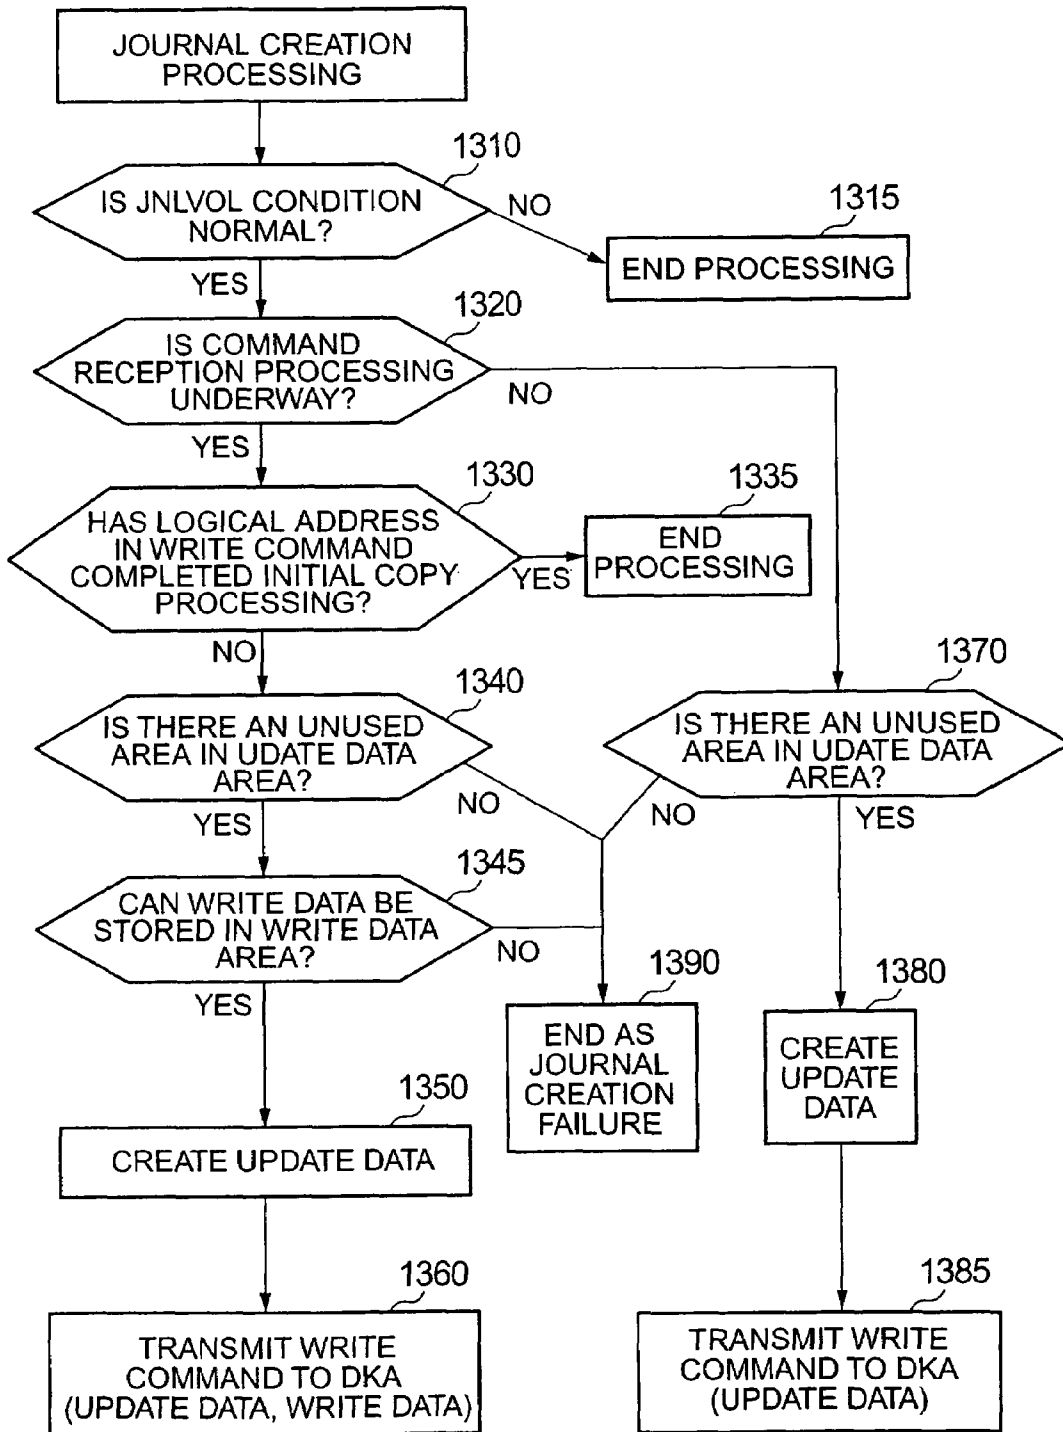 JOURNAL CREATION
PROCESSING
1310
IS JNLVOL CONDITION
NORMAL?
NO
1315
END PROCESSING
YES
1320
IS COMMAND
RECEPTION PROCESSING
UNDERWAY?
NO
YES
1330
HAS LOGICAL ADDRESS
IN WRITE COMMAND
COMPLETED INITIAL COPY
PROCESSING?
YES
1335
END
PROCESSING
NO
1340
IS THERE AN UNUSED
AREA IN UDATE DATA
AREA?
NO
YES
1370
IS THERE AN UNUSED
AREA IN UDATE DATA
AREA?
NO
YES
1345
CAN WRITE DATA BE
STORED IN WRITE DATA
AREA?
NO
YES
1390
END AS
JOURNAL
CREATION
FAILURE
1380
CREATE
UPDATE
DATA
1350
CREATE UPDATE DATA
1360
TRANSMIT WRITE
COMMAND TO DKA
(UPDATE DATA, WRITE DATA)
1385
TRANSMIT WRITE
COMMAND TO DKA
(UPDATE DATA)